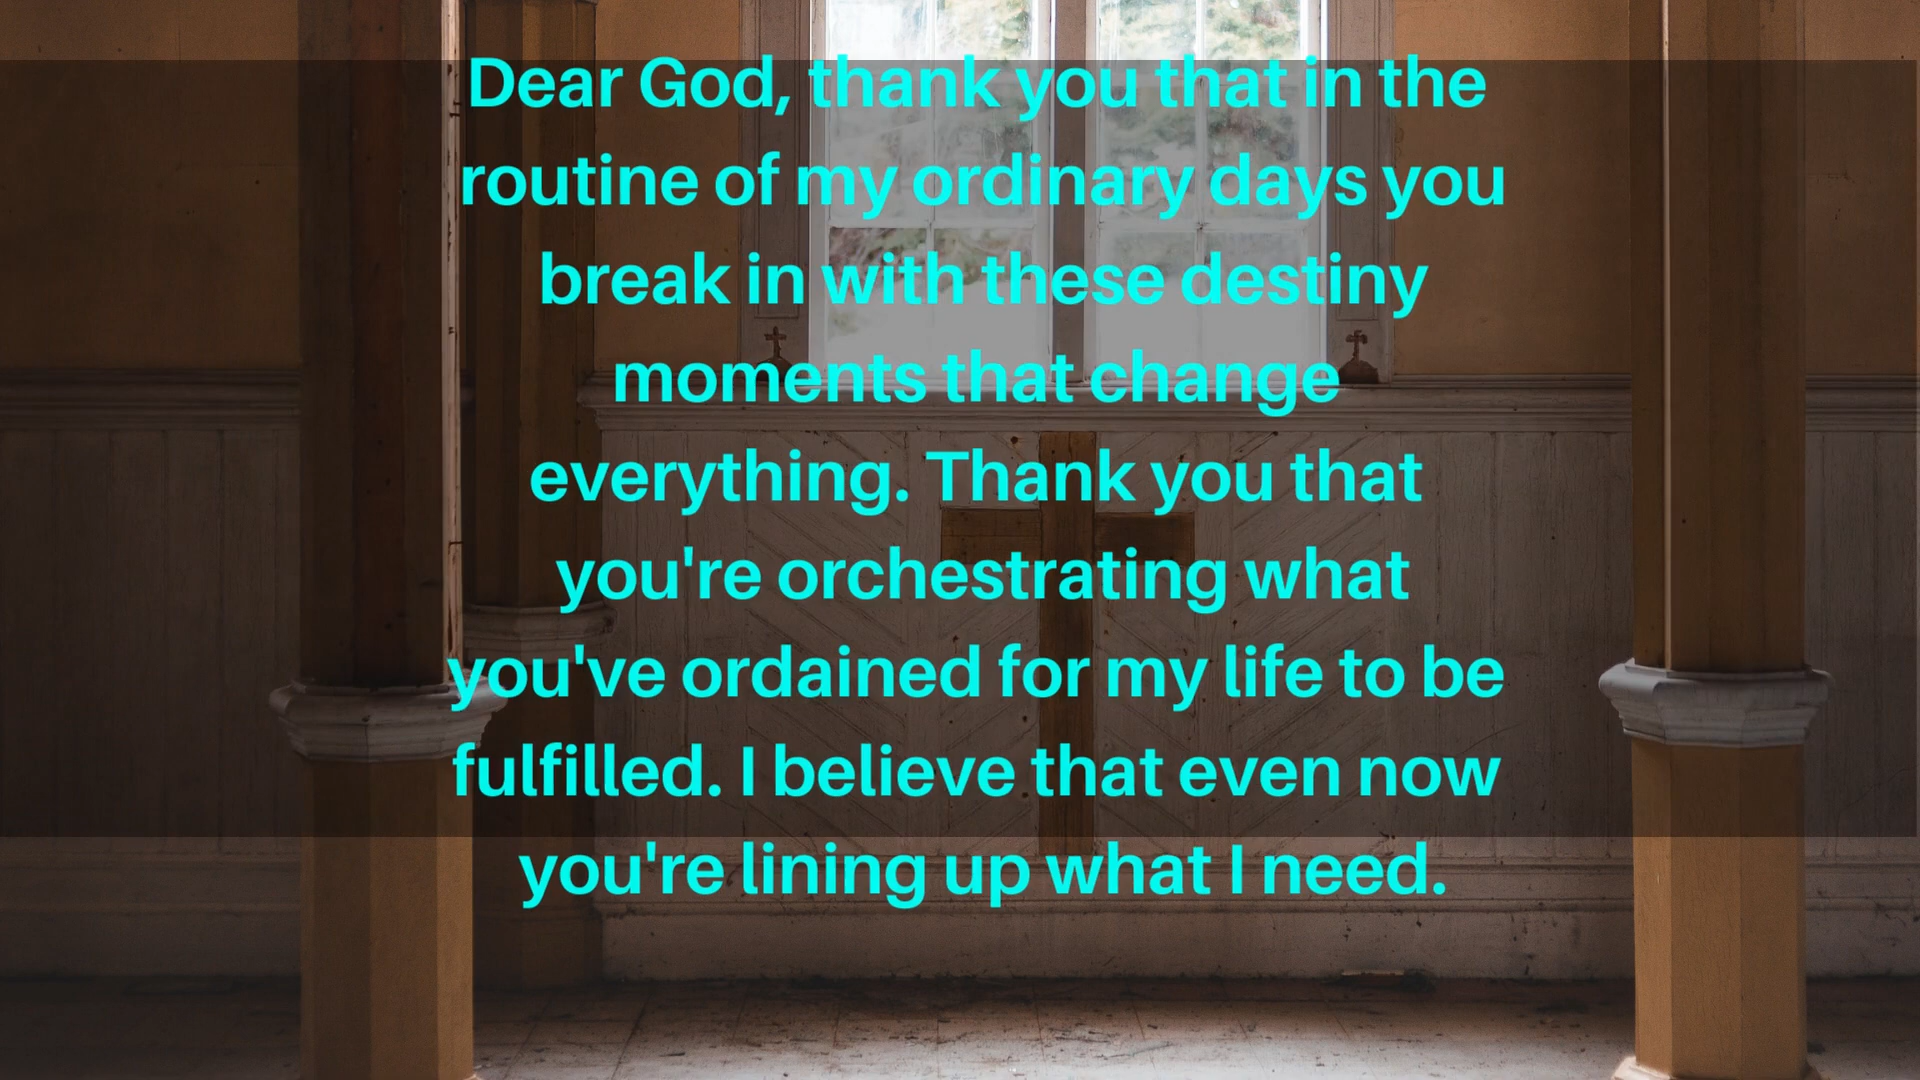 Dear God, thank you that in the
routine of my ordinary days you
break in with these destiny
moments that change
everything. Thank you that
you're orchestrating what
you've ordained for my life to be
fulfilled. I believe that even now
you're lining up what I need.